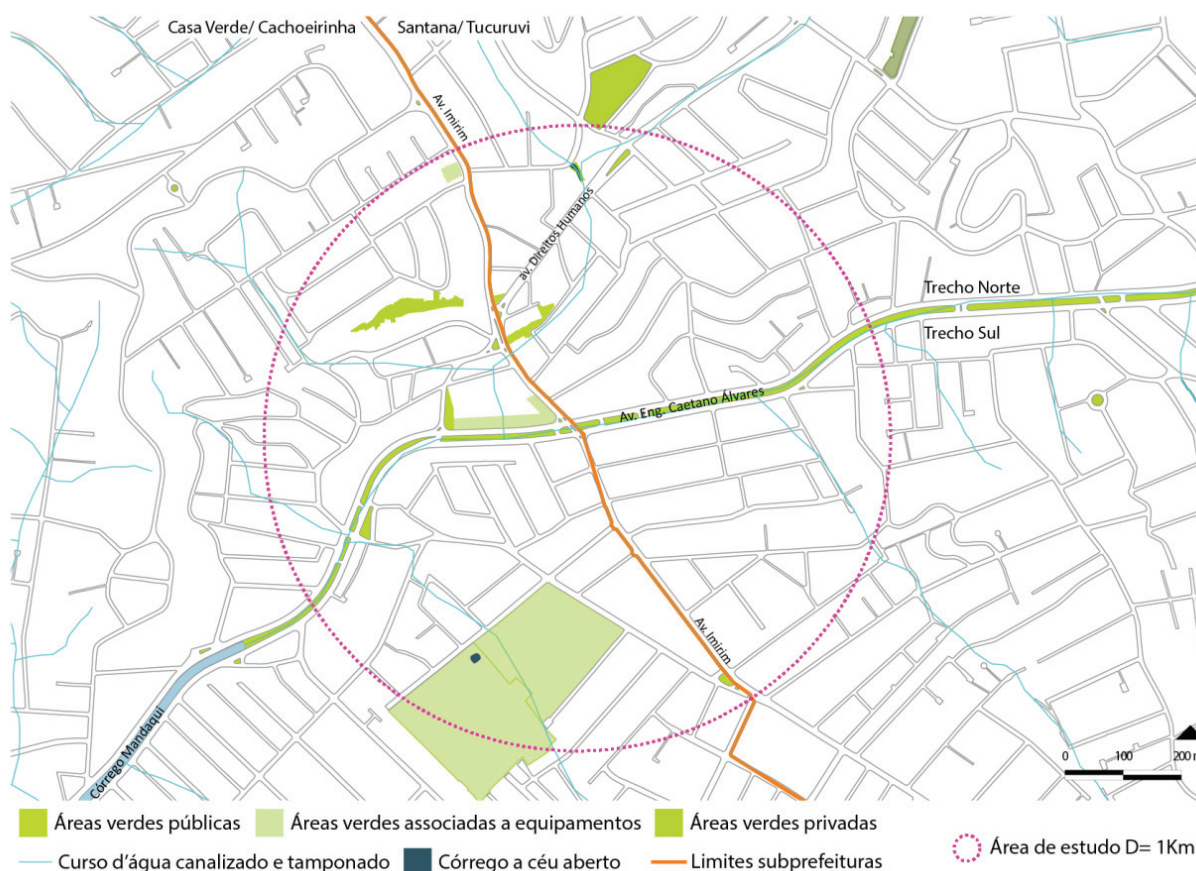 Casa Verde/ Cachoeirinha
Santana/ Tucuruvi
Av. Imirim
av. Direitos Humanos
Trecho Norte
Trecho Sul
Av. Eng. Caetano Álvares
Av. Imirim
Córrego Mandaqui
0 100 200 m
Áreas verdes públicas
Áreas verdes associadas a equipamentos
Áreas verdes privadas
Curso d'água canalizado e tamponado
Córrego a céu aberto
Limites subprefeituras
Área de estudo D= 1Km